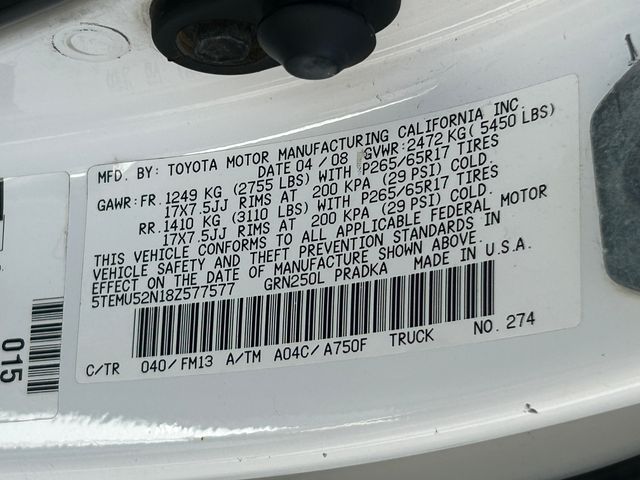 MFD. BY: TOYOTA MOTOR MANUFACTURING CALIFORNIA INC.
DATE 04 / 08 GVWR: 2472 KG ( 5450 LBS)
GAWR: FR. 1249 KG (2755 LBS) WITH P265/65R17 TIRES
17X7.5JJ RIMS AT 200 KPA (29 PSI) COLD.
RR. 1410 KG (3110 LBS) WITH P265/65R17 TIRES
17X7.5JJ RIMS AT 200 KPA (29 PSI) COLD.
THIS VEHICLE CONFORMS TO ALL APPLICABLE FEDERAL MOTOR
VEHICLE SAFETY AND THEFT PREVENTION STANDARDS IN
EFFECT ON THE DATE OF MANUFACTURE SHOWN ABOVE.
5TEMU52N18Z577577 GRN250L PRADKA MADE IN U.S.A.
C/TR 040/FM13 A/TM A04C/A750F TRUCK NO. 274
015